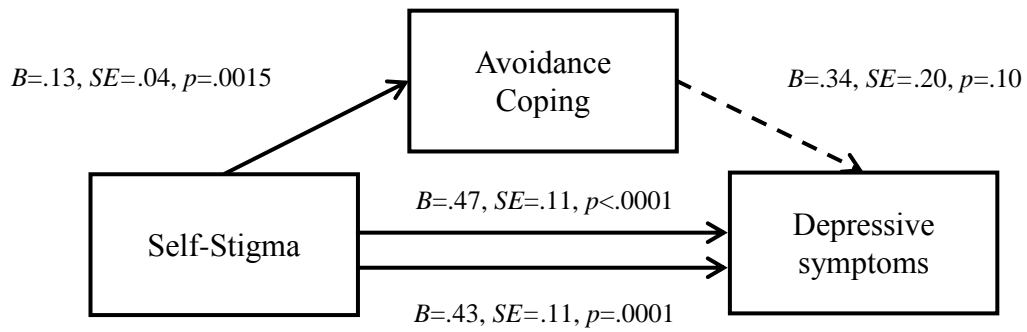 Avoidance
Coping
B=.13, SE=.04, p=.0015
B=.34, SE=.20, p=.10
B=.47, SE=.11, p<.0001
Self-Stigma
Depressive
symptoms
B=.43, SE=.11, p=.0001